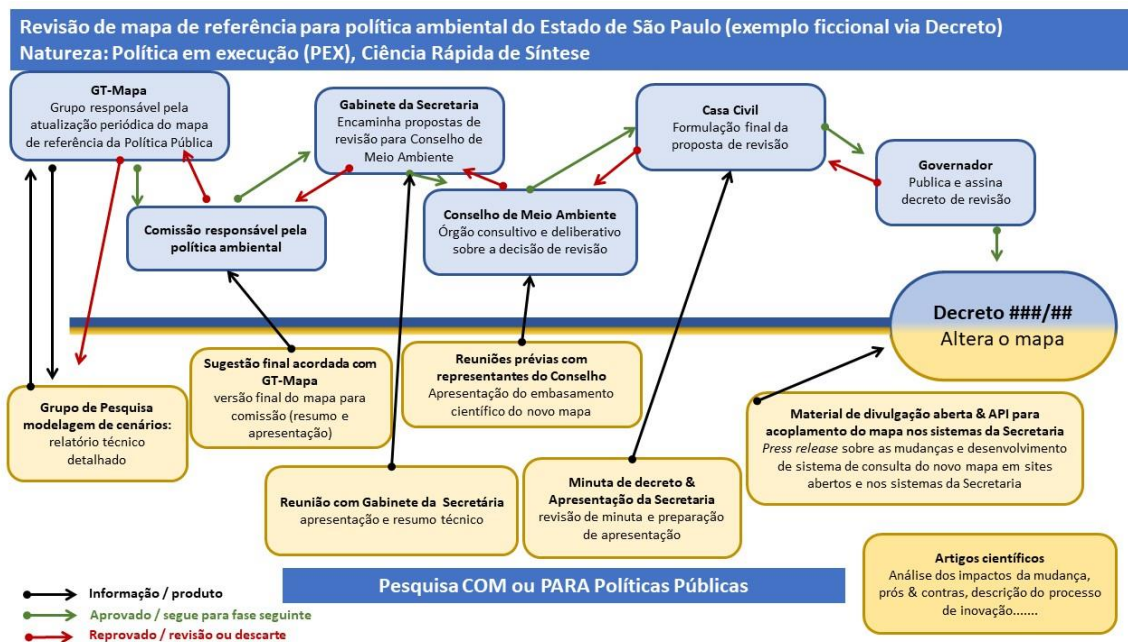 Revisão de mapa de referência para política ambiental do Estado de São Paulo (exemplo ficcional via Decreto)
Natureza: Política em execução (PEX), Ciência Rápida de Síntese
GT-Mapa
Grupo responsável pela
atualização periódica do mapa
de referência da Política Pública
Gabinete da Secretaria
Encaminha propostas de
revisão para Conselho de
Meio Ambiente
Casa Civil
Formulação final da
proposta de revisão
Governador
Publica e assina
decreto de revisão
Comissão responsável pela
política ambiental
Conselho de Meio Ambiente
Órgão consultivo e deliberativo
sobre a decisão de revisão
Decreto ###/##
Altera o mapa
Grupo de Pesquisa
modelagem de cenários:
relatório técnico
detalhado
Sugestão final acordada com
GT-Mapa
versão final do mapa
para comissão (resumo e
apresentação)
Reuniões prévias com
representantes do Conselho
Apresentação do embasamento
científico do novo mapa
Material de divulgação aberta & API para
acoplamento do mapa nos sistemas da Secretaria
Press release sobre as mudanças e desenvolvimento
de sistema de consulta do novo mapa em sites
abertos e nos sistemas da Secretaria
Reunião com Gabinete da Secretária
apresentação e resumo técnico
Minuta de decreto &
Apresentação da Secretaria
revisão de minuta e preparação
de apresentação
Artigos científicos
Análise dos impactos da mudança,
prós & contras, descrição do processo
de inovação.......
Pesquisa COM ou PARA Políticas Públicas
Informação / produto
Aprovado / segue para fase seguinte
Reprovado / revisão ou descarte